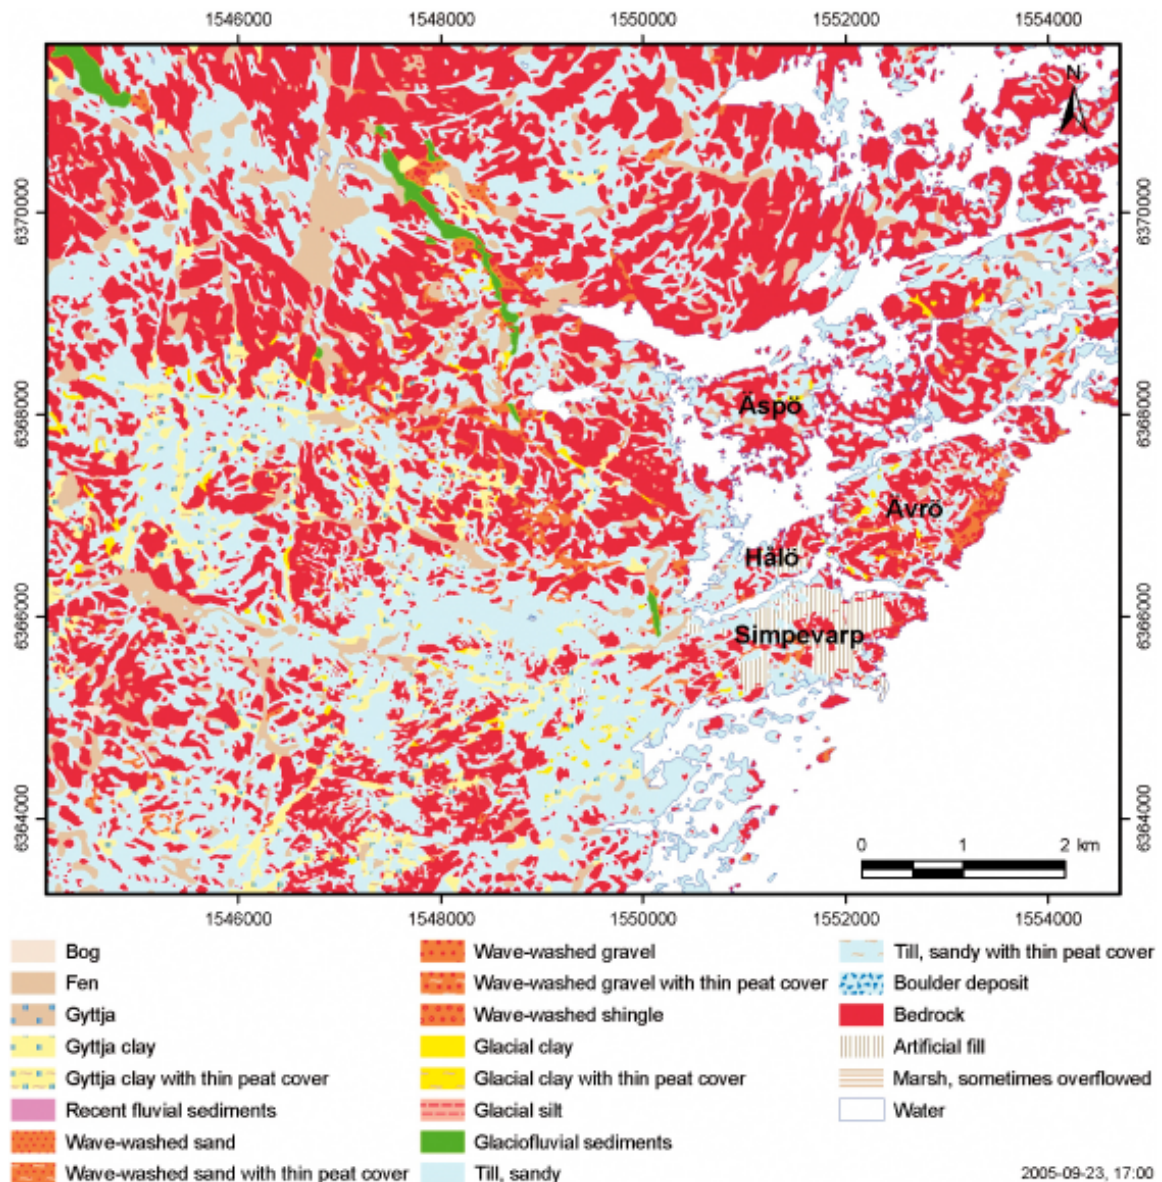 1546000 1548000 1550000 1552000 1554000
N
6370000 6370000
Äspö
6368000 6368000
Ävrö
Hålö
6366000 6366000
Simpevarp
6364000 6364000
0 1 2 km
1546000 1548000 1550000 1552000 1554000
Bog
Fen
Gyttja
Gyttja clay
Gyttja clay with thin peat cover
Recent fluvial sediments
Wave-washed sand
Wave-washed sand with thin peat cover
Wave-washed gravel
Wave-washed gravel with thin peat cover
Wave-washed shingle
Glacial clay
Glacial clay with thin peat cover
Glacial silt
Glaciofluvial sediments
Till, sandy
Till, sandy with thin peat cover
Boulder deposit
Bedrock
Artificial fill
Marsh, sometimes overflowed
Water
2005-09-23, 17:00